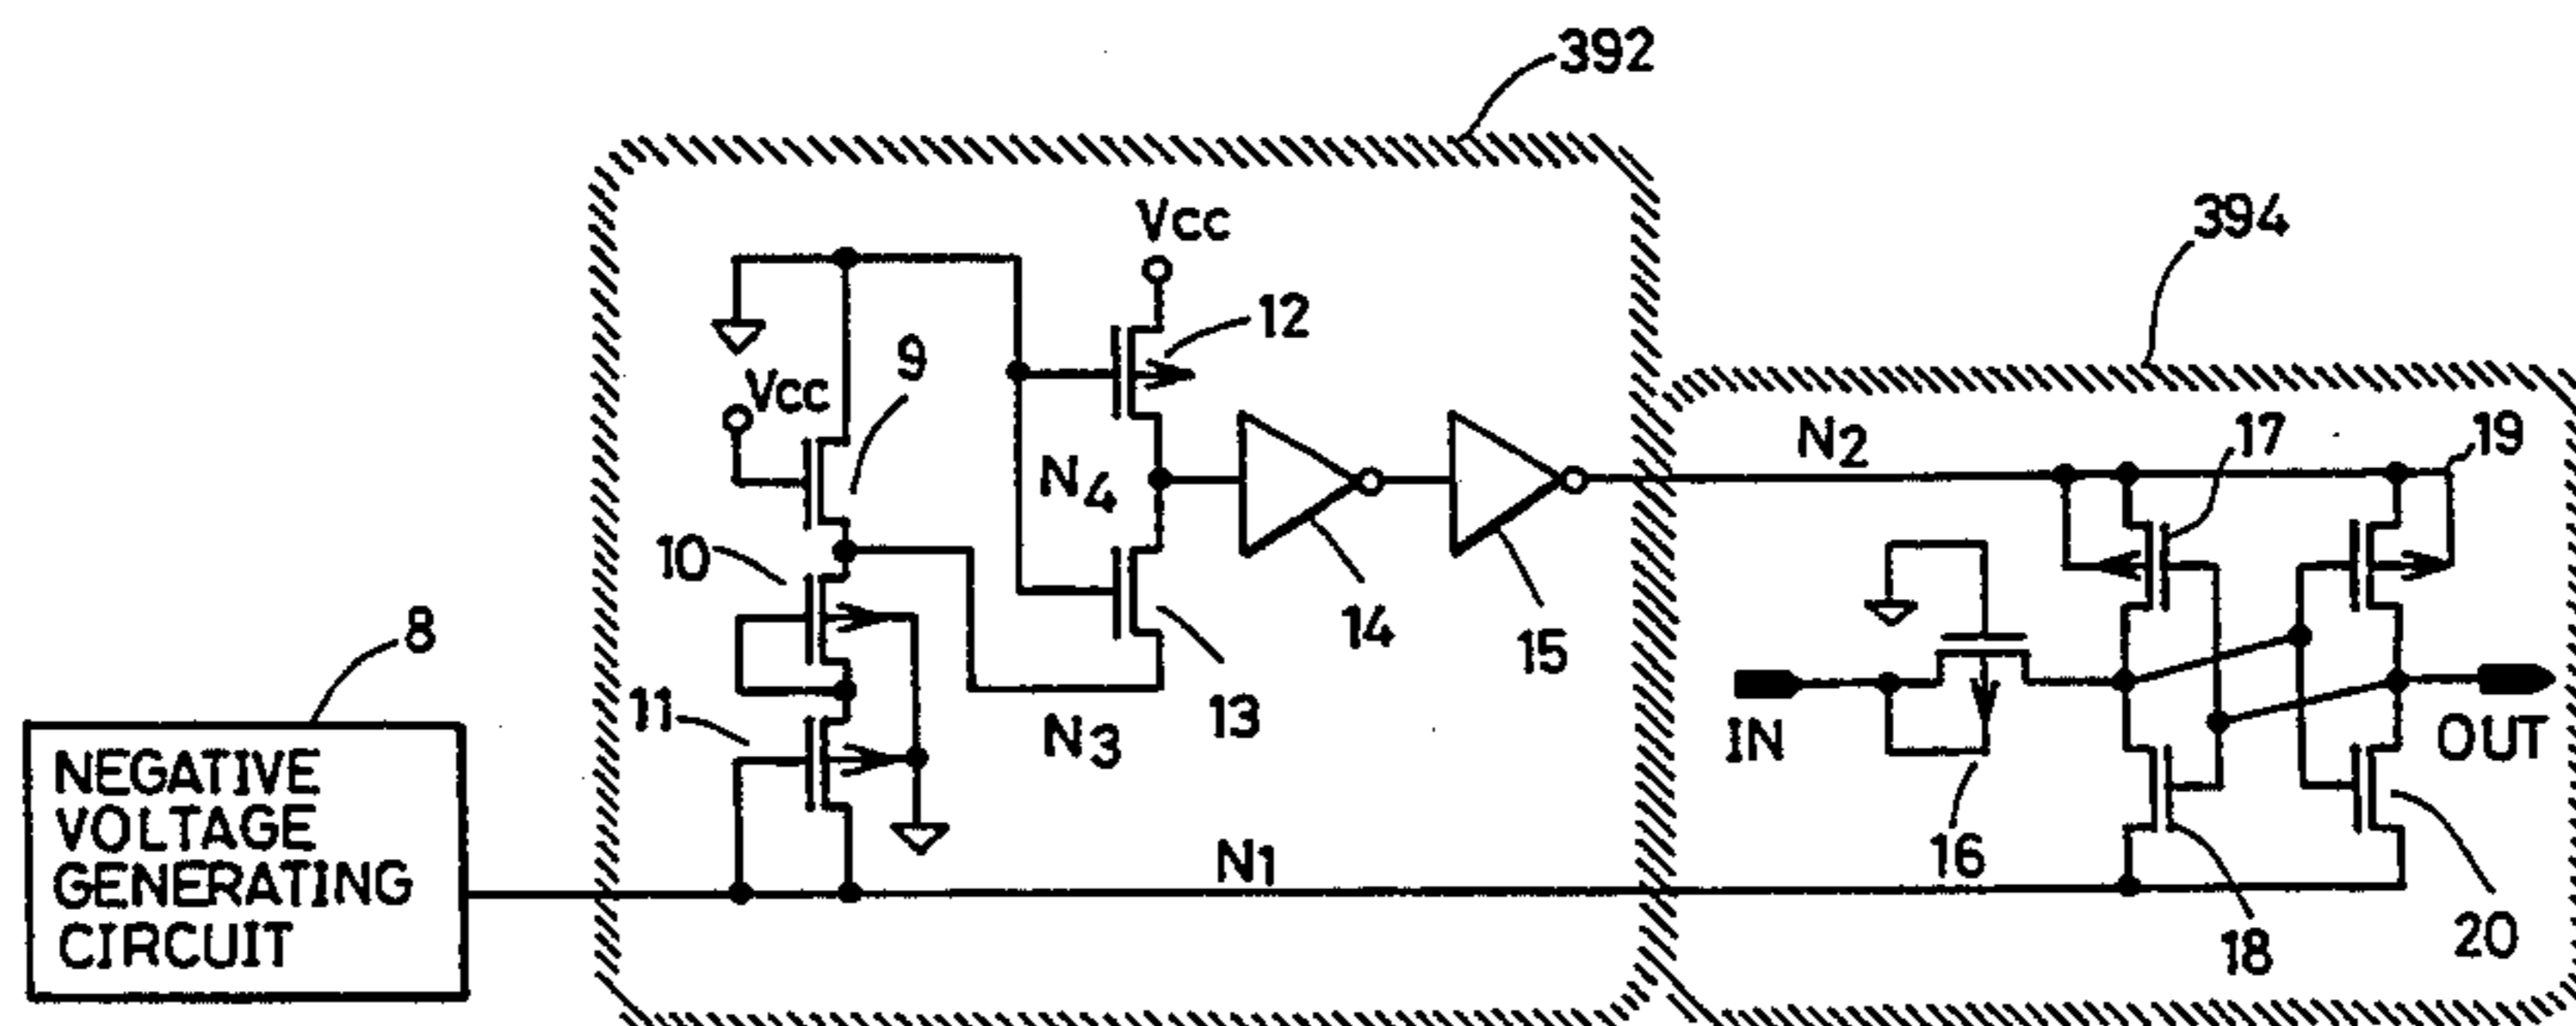 392
394
Vcc
12
9
Vcc
N4
N2
17
19
10
14
15
8
11
13
N3
IN
16
OUT
N1
18
20
NEGATIVE
VOLTAGE
GENERATING
CIRCUIT